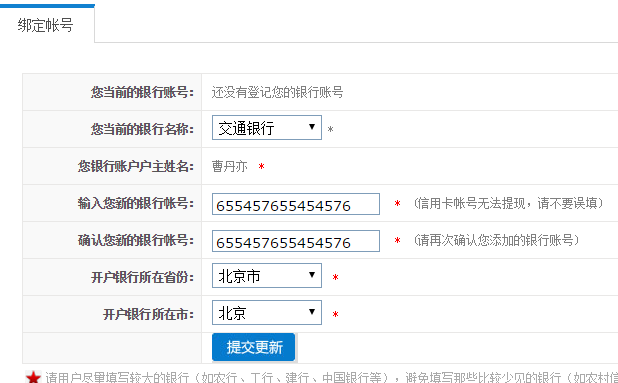 绑定帐号
您当前的银行账号： 还没有登记您的银行账号
您当前的银行名称： 交通银行 *
您银行账户户主姓名： 曹丹亦 *
输入您新的银行帐号： 655457655454576 * (信用卡帐号无法提现，请不要误填)
确认您新的银行帐号： 655457655454576 * (请再次确认您添加的银行账号)
开户银行所在省份： 北京市 *
开户银行所在市： 北京 *
提交更新
请用户尽量填写较大的银行（如农行、工行、建行、中国银行等），避免填写那些比较少见的银行（如农村信